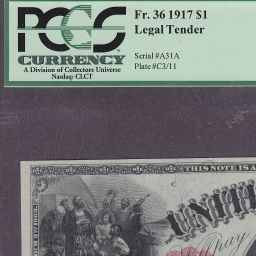 PCGS
CURRENCY
A Division of Collectors Universe
Nasdaq: CLCT
Fr. 36 1917 $1
Legal Tender
Serial #A31A
Plate #C3/11
THIS NOTE IS A
UNIT